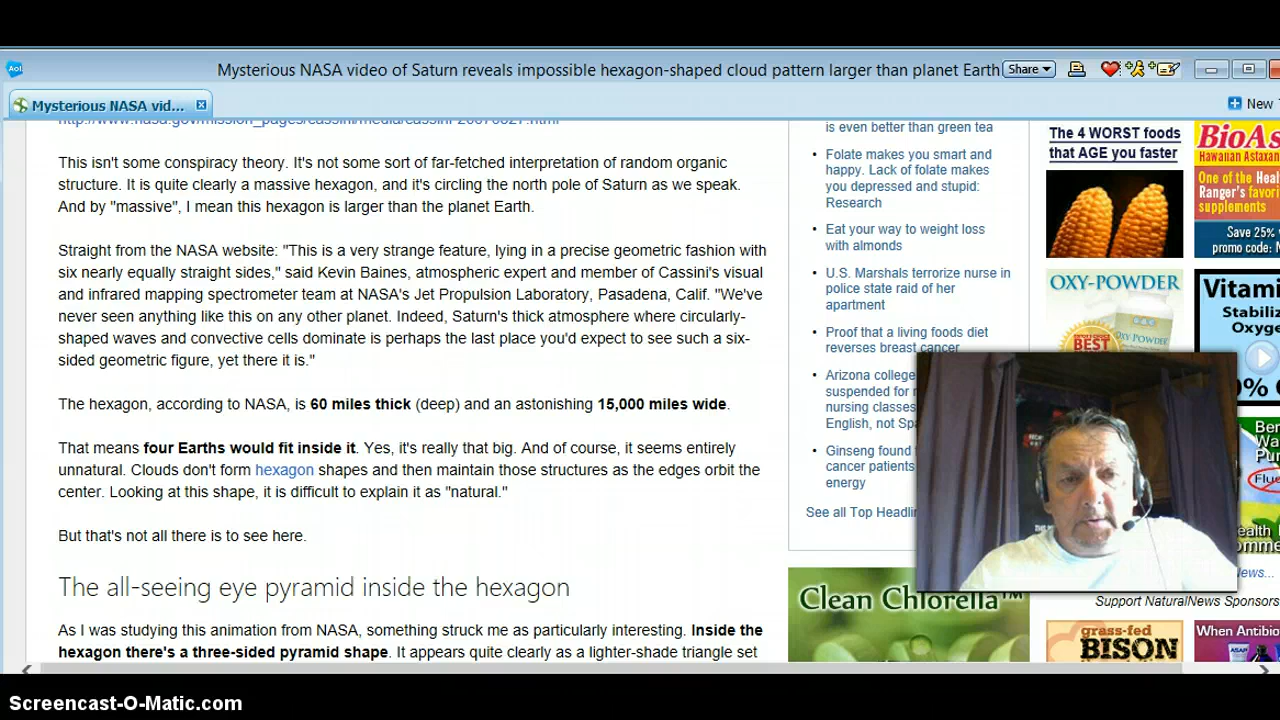 Aol.
Mysterious NASA video of Saturn reveals impossible hexagon-shaped cloud pattern larger than planet Earth
Share
Mysterious NASA vid...
New
This isn't some conspiracy theory. It's not some sort of far-fetched interpretation of random organic
structure. It is quite clearly a massive hexagon, and it's circling the north pole of Saturn as we speak.
And by "massive", I mean this hexagon is larger than the planet Earth.
Straight from the NASA website: "This is a very strange feature, lying in a precise geometric fashion with
six nearly equally straight sides," said Kevin Baines, atmospheric expert and member of Cassini's visual
and infrared mapping spectrometer team at NASA's Jet Propulsion Laboratory, Pasadena, Calif. "We've
never seen anything like this on any other planet. Indeed, Saturn's thick atmosphere where circularly-
shaped waves and convective cells dominate is perhaps the last place you'd expect to see such a six-
sided geometric figure, yet there it is."
The hexagon, according to NASA, is 60 miles thick (deep) and an astonishing 15,000 miles wide.
That means four Earths would fit inside it. Yes, it's really that big. And of course, it seems entirely
unnatural. Clouds don't form hexagon shapes and then maintain those structures as the edges orbit the
center. Looking at this shape, it is difficult to explain it as "natural."
But that's not all there is to see here.
The all-seeing eye pyramid inside the hexagon
As I was studying this animation from NASA, something struck me as particularly interesting. Inside the
hexagon there's a three-sided pyramid shape. It appears quite clearly as a lighter-shade triangle set
is even better than green tea
• Folate makes you smart and
happy. Lack of folate makes
you depressed and stupid:
Research
• Eat your way to weight loss
with almonds
• U.S. Marshals terrorize nurse in
police state raid of her
apartment
• Proof that a living foods diet
reverses breast cancer
• Arizona college
suspended for
nursing classes
English, not
• Ginseng found
cancer patients
energy
See all Top
Clean Chlorella™
The 4 WORST foods
that AGE you faster
OXY-POWDER
OXY POWDER
BEST
grass-fed
BISON
Hawaiian
One of the
Ranger's
supplements
Save 25%
promo code:
Stabiliz
News...
Support NaturalNews Sponsors
When
ASAP
Screencast-O-Matic.com